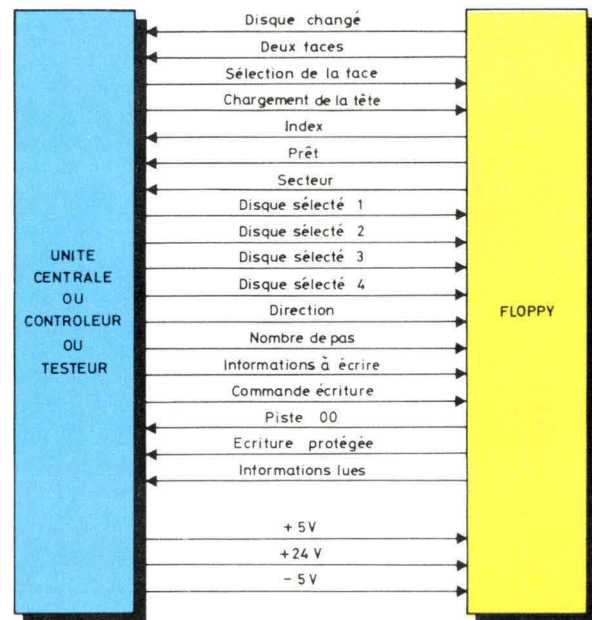 Disque changé
Deux faces
Sélection de la face
Chargement de la tête
Index
Prêt
Secteur
Disque sélecté 1
Disque sélecté 2
Disque sélecté 3
Disque sélecté 4
Direction
Nombre de pas
Informations à écrire
Commande écriture
Piste 00
Ecriture protégée
Informations lues
+ 5 V
+ 24 V
- 5 V
UNITE
CENTRALE
OU
CONTROLEUR
OU
TESTEUR
FLOPPY